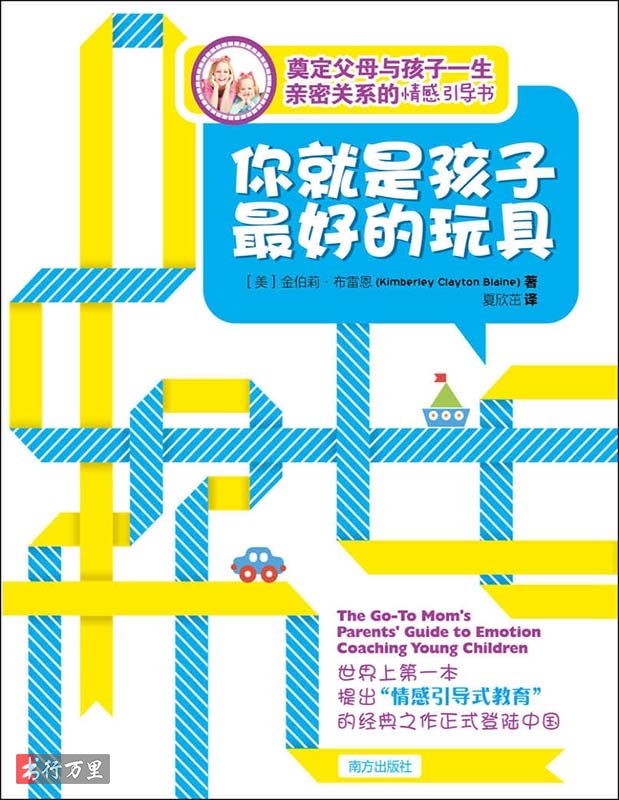 奠定父母与孩子一生
亲密关系的情感引导书
你就是孩子
最好的玩具
［美］金伯莉·布雷恩 (Kimberley Clayton Blaine) 著
夏欣茁 译
The Go-To Mom's
Parents' Guide to Emotion
Coaching Young Children
世界上第一本
提出“情感引导式教育”
的经典之作正式登陆中国
南方出版社
书行万里